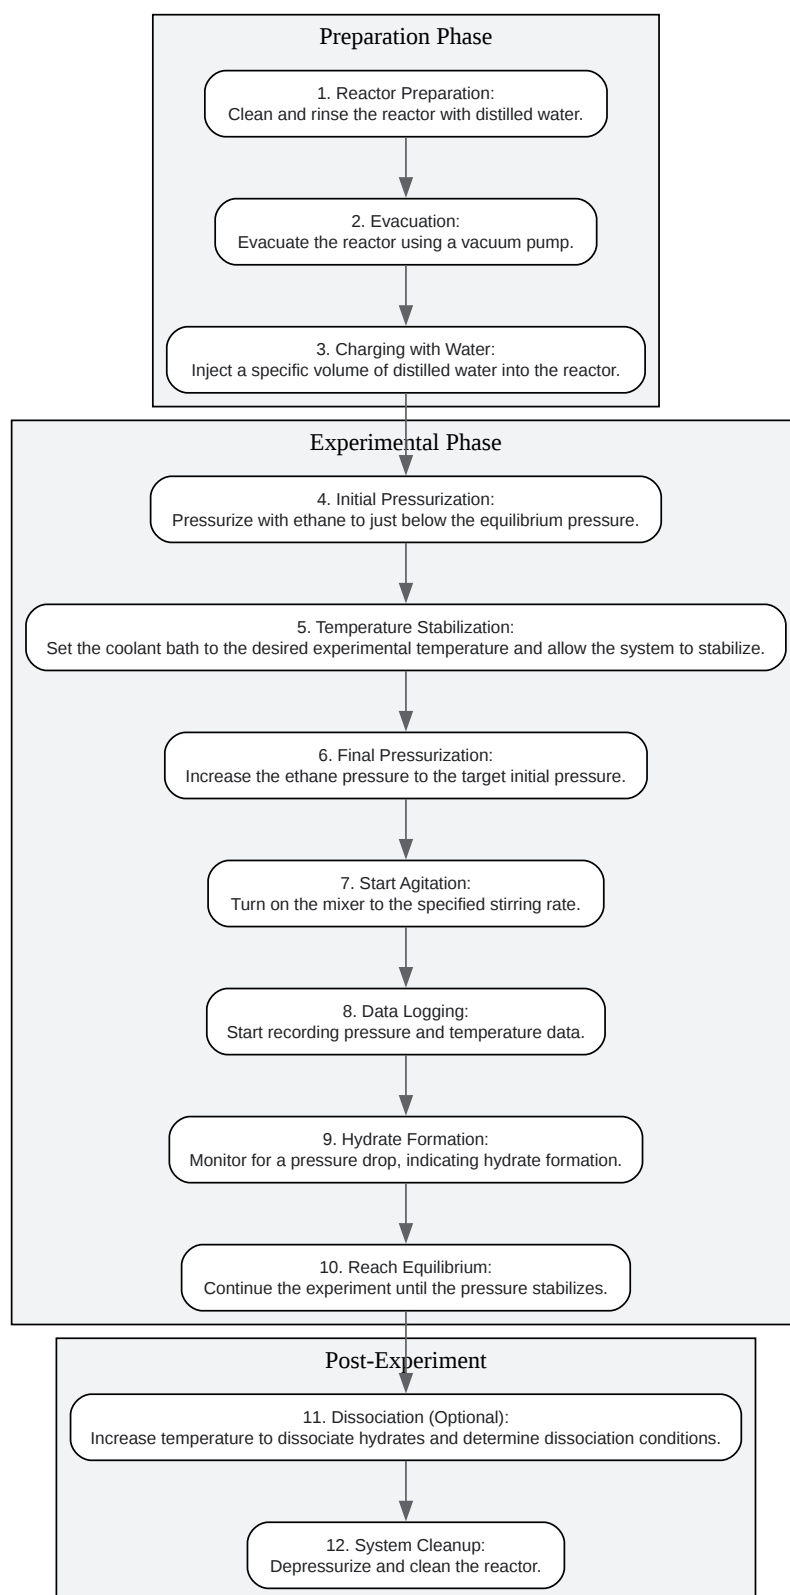 Preparation Phase
1. Reactor Preparation:
Clean and rinse the reactor with distilled water.
2. Evacuation:
Evacuate the reactor using a vacuum pump.
3. Charging with Water:
Inject a specific volume of distilled water into the reactor.
Experimental Phase
4. Initial Pressurization:
Pressurize with ethane to just below the equilibrium pressure.
5. Temperature Stabilization:
Set the coolant bath to the desired experimental temperature and allow the system to stabilize.
6. Final Pressurization:
Increase the ethane pressure to the target initial pressure.
7. Start Agitation:
Turn on the mixer to the specified stirring rate.
8. Data Logging:
Start recording pressure and temperature data.
9. Hydrate Formation:
Monitor for a pressure drop, indicating hydrate formation.
10. Reach Equilibrium:
Continue the experiment until the pressure stabilizes.
Post-Experiment
11. Dissociation (Optional):
Increase temperature to dissociate hydrates and determine dissociation conditions.
12. System Cleanup:
Depressurize and clean the reactor.